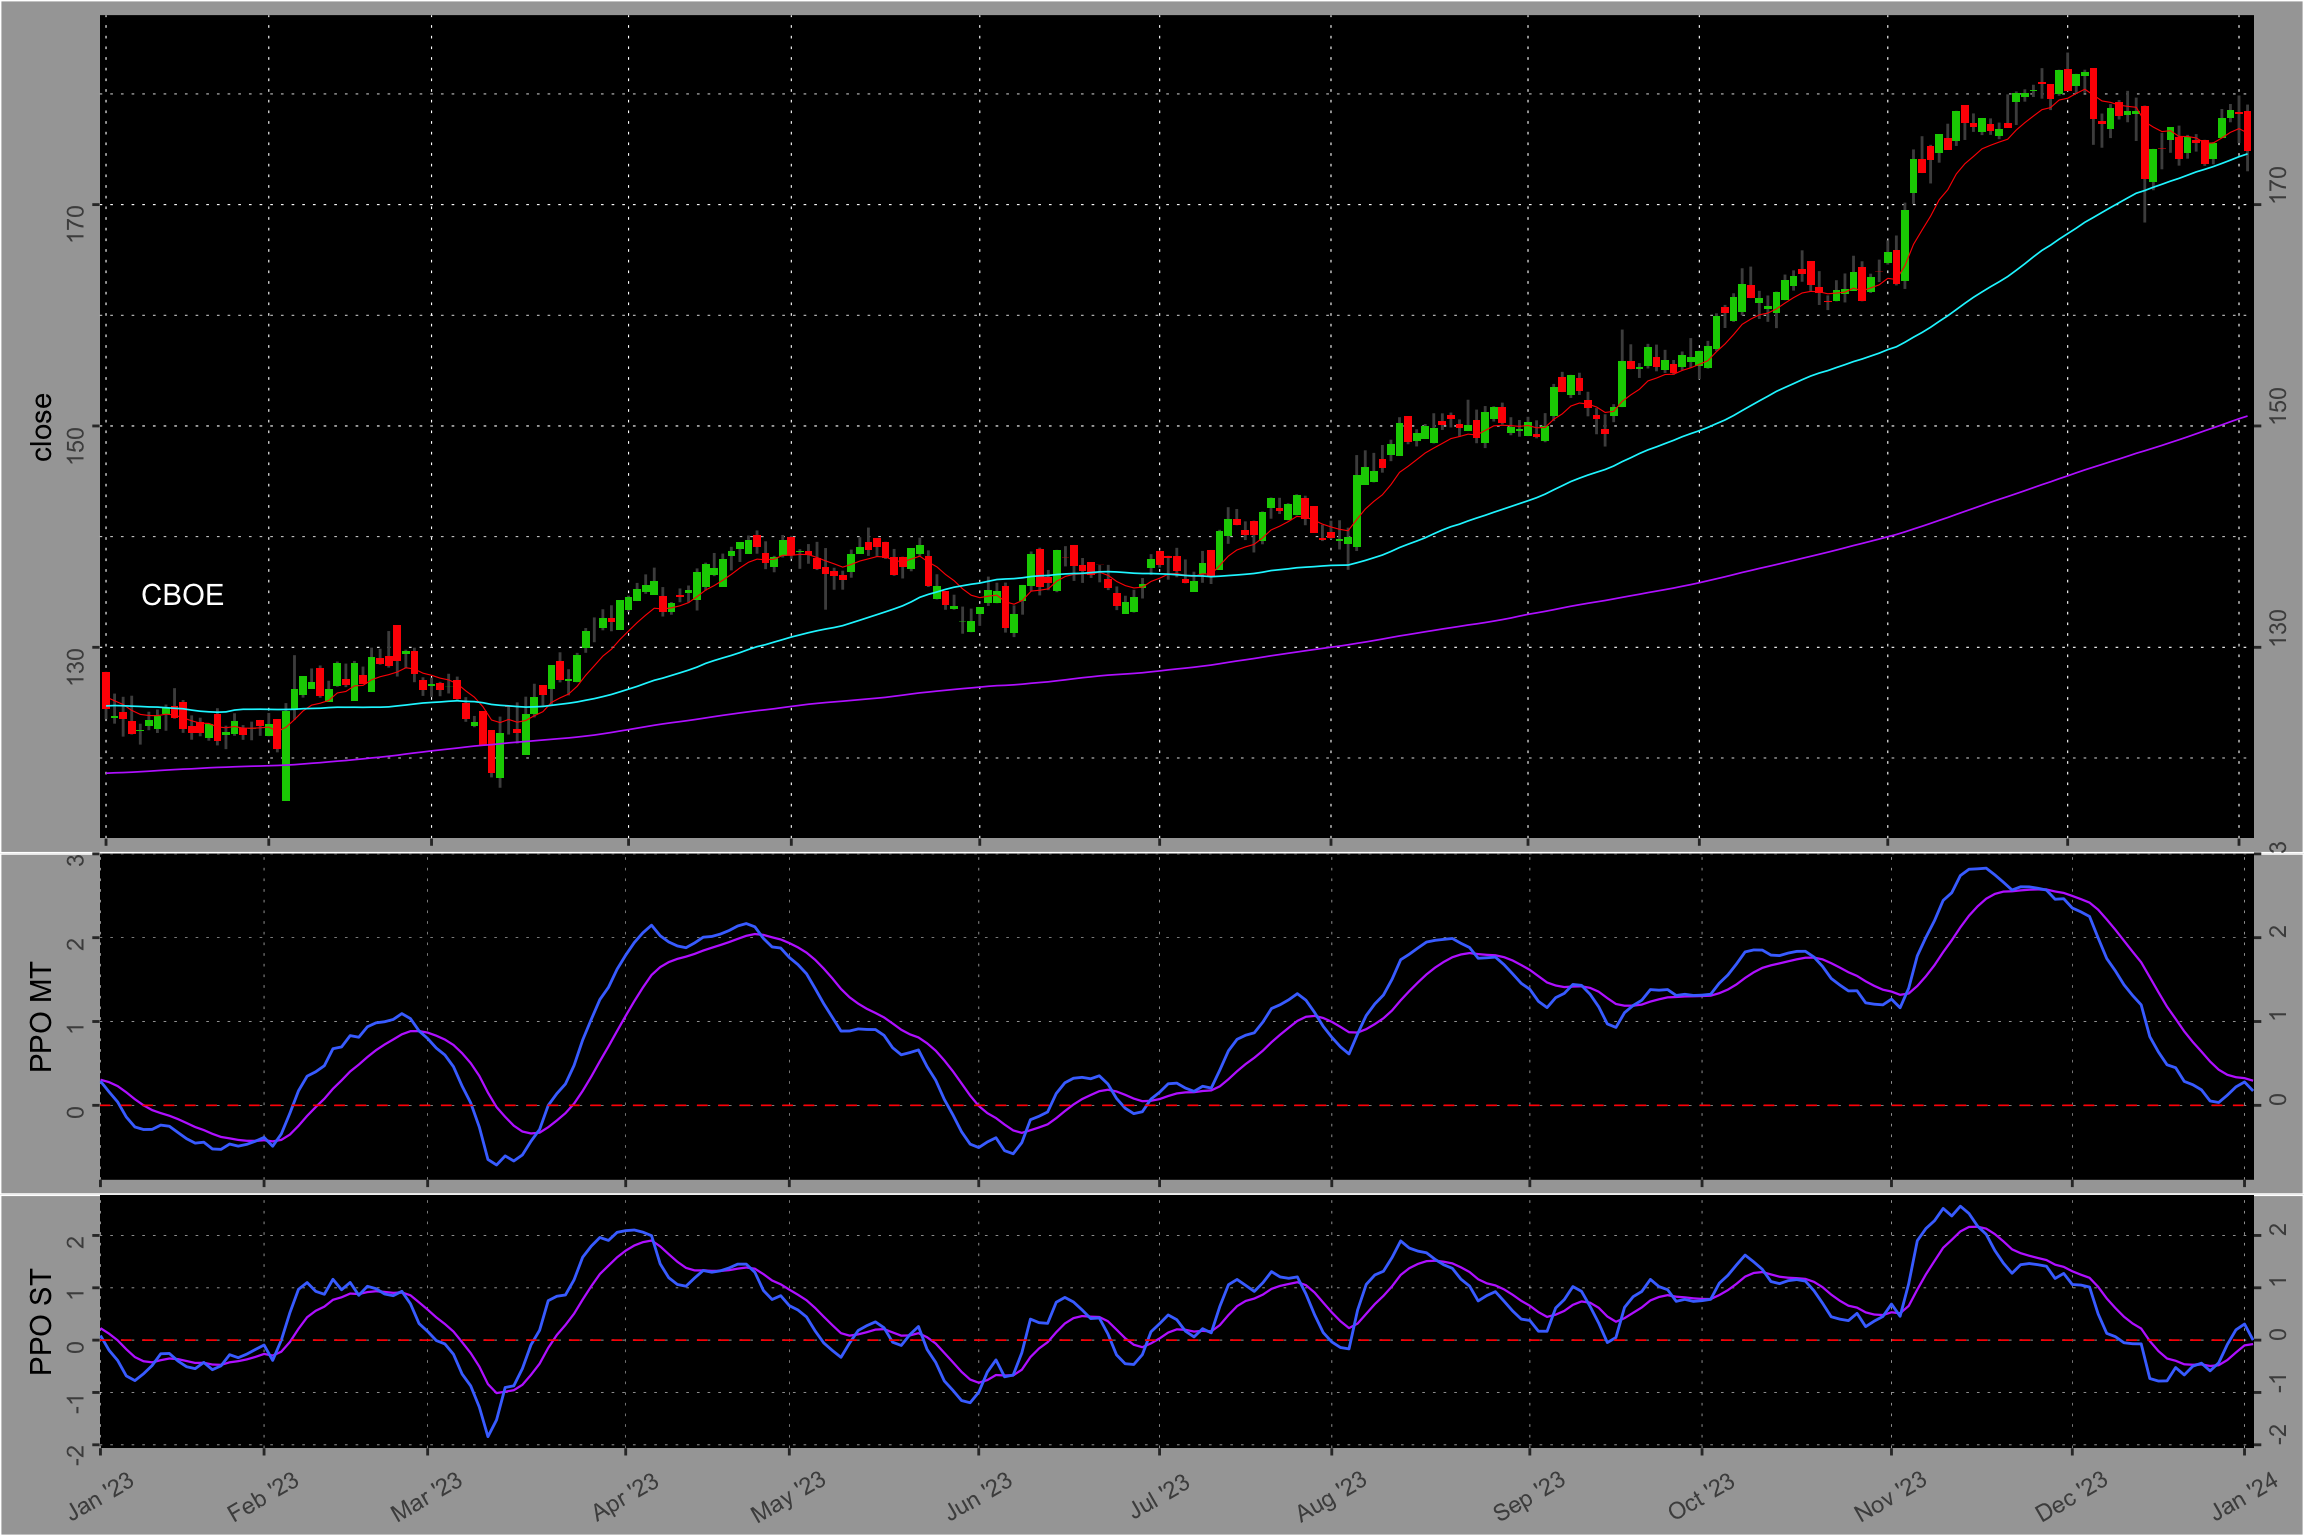 close
170
150
130
CBOE
170
150
130
PPO MT
3
2
1
0
3
2
1
0
PPO ST
2
1
0
-1
-2
2
1
0
-1
-2
Jan '23
Feb '23
Mar '23
Apr '23
May '23
Jun '23
Jul '23
Aug '23
Sep '23
Oct '23
Nov '23
Dec '23
Jan '24